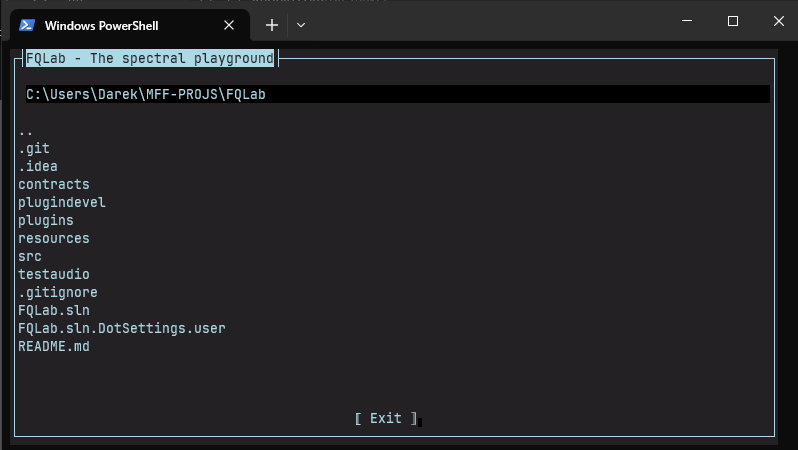 Windows PowerShell
FQLab - The spectral playground
C:\Users\Darek\MFF-PROJS\FQLab
..
.git
.idea
contracts
plugindevel
plugins
resources
src
testaudio
.gitignore
FQLab.sln
FQLab.sln.DotSettings.user
README.md
⟦ Exit ⟧